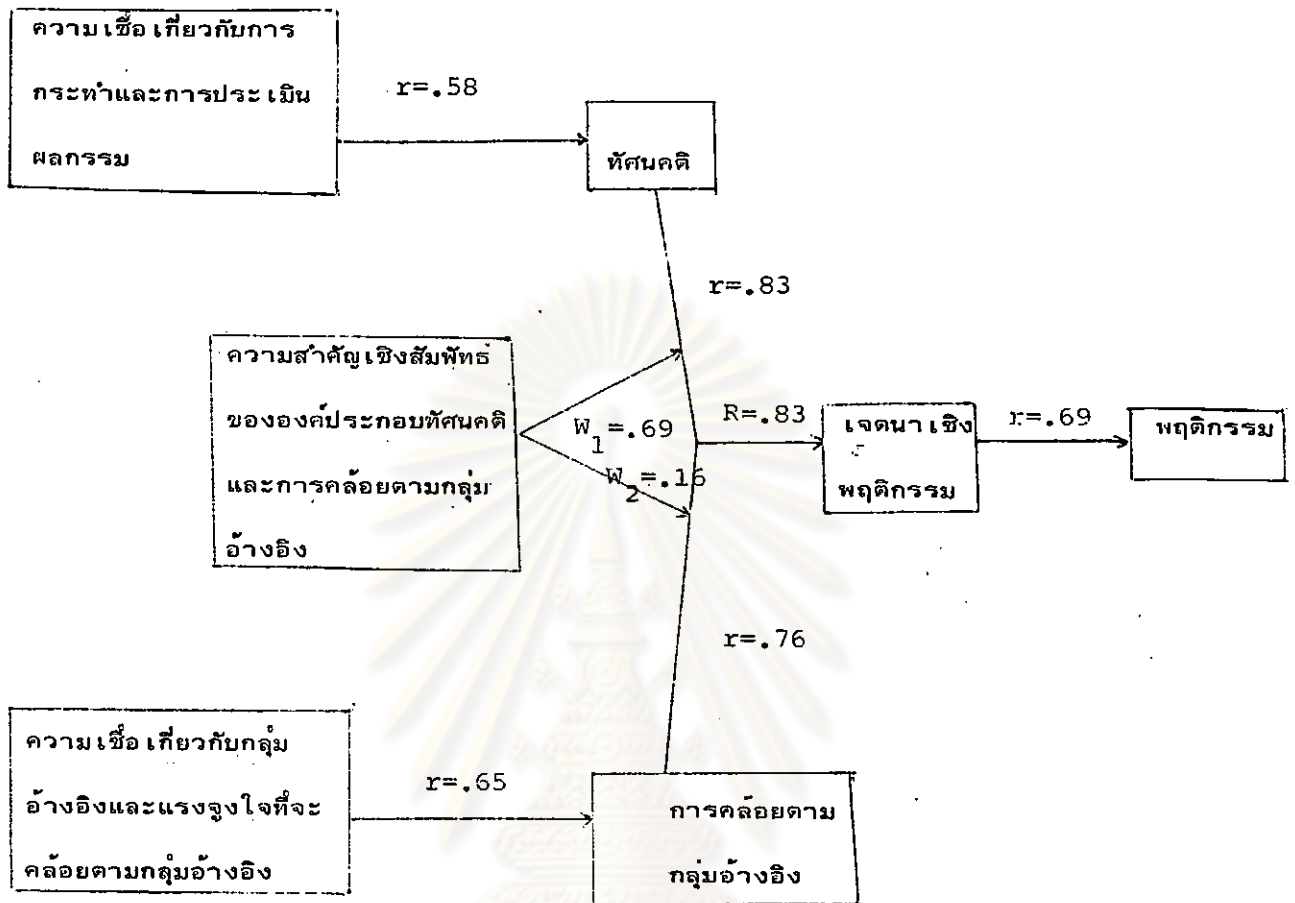 ความเชื่อเกี่ยวกับการ
กระทำและการประเมิน
ผลกรรม
r=.58
ทัศนคติ
r=.83
ความสำคัญเชิงสัมพัทธ
ขององค์ประกอบทัศนคติ
และการคล้อยตามกลุ่ม
อ้างอิง
W1=.69
W2=.16
R=.83
เจตนาเชิง
พฤติกรรม
r=.69
พฤติกรรม
r=.76
ความเชื่อเกี่ยวกับกลุ่ม
อ้างอิงและแรงจูงใจที่จะ
คล้อยตามกลุ่มอ้างอิง
r=.65
การคล้อยตาม
กลุ่มอ้างอิง